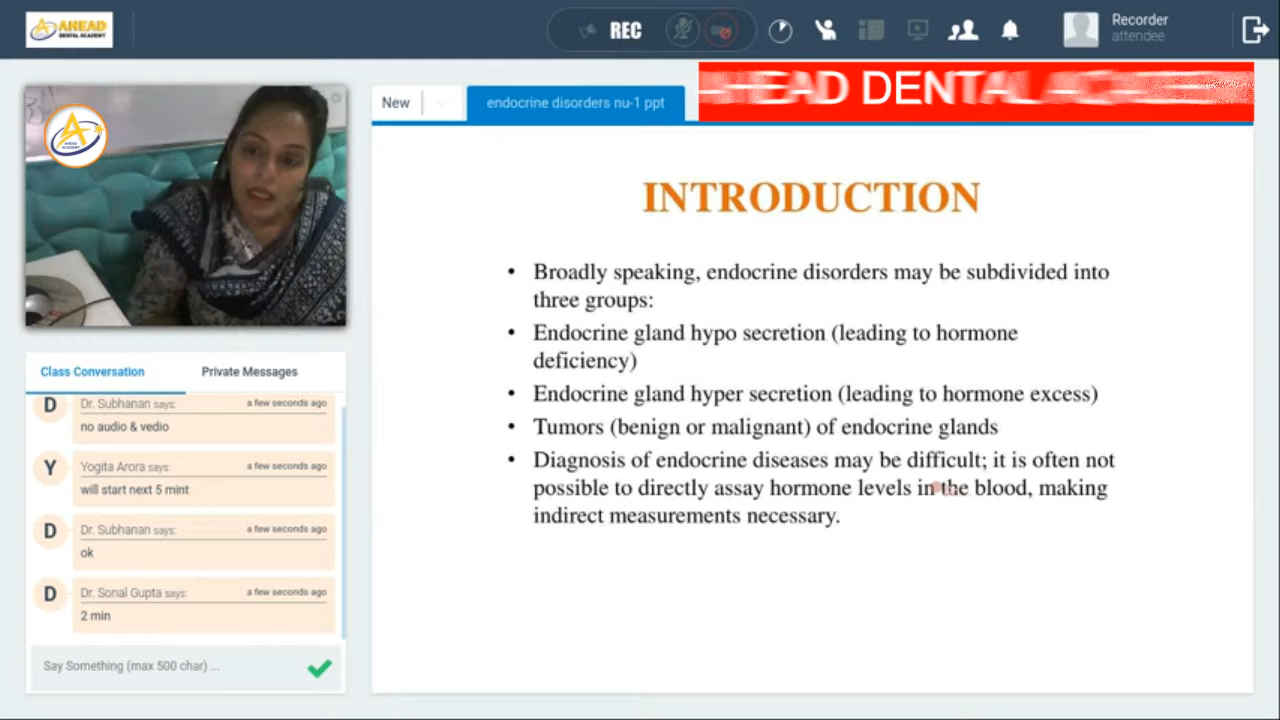 AHEAD
DENTAL ACADEMY
REC
Recorder
attendee
New
endocrine disorders nu-1 ppt
DENTAL
AHEAD
ACADEMY
INTRODUCTION
• Broadly speaking, endocrine disorders may be subdivided into
three groups:
• Endocrine gland hypo secretion (leading to hormone
deficiency)
• Endocrine gland hyper secretion (leading to hormone excess)
• Tumors (benign or malignant) of endocrine glands
• Diagnosis of endocrine diseases may be difficult; it is often not
possible to directly assay hormone levels in the blood, making
indirect measurements necessary.
Class Conversation
Private Messages
D
Dr. Subhanan says:
a few seconds ago
no audio & vedio
Y
Yogita Arora says:
a few seconds ago
will start next 5 mint
D
Dr. Subhanan says:
a few seconds ago
ok
D
Dr. Sonal Gupta says:
a few seconds ago
2 min
Say Something (max 500 char) ...